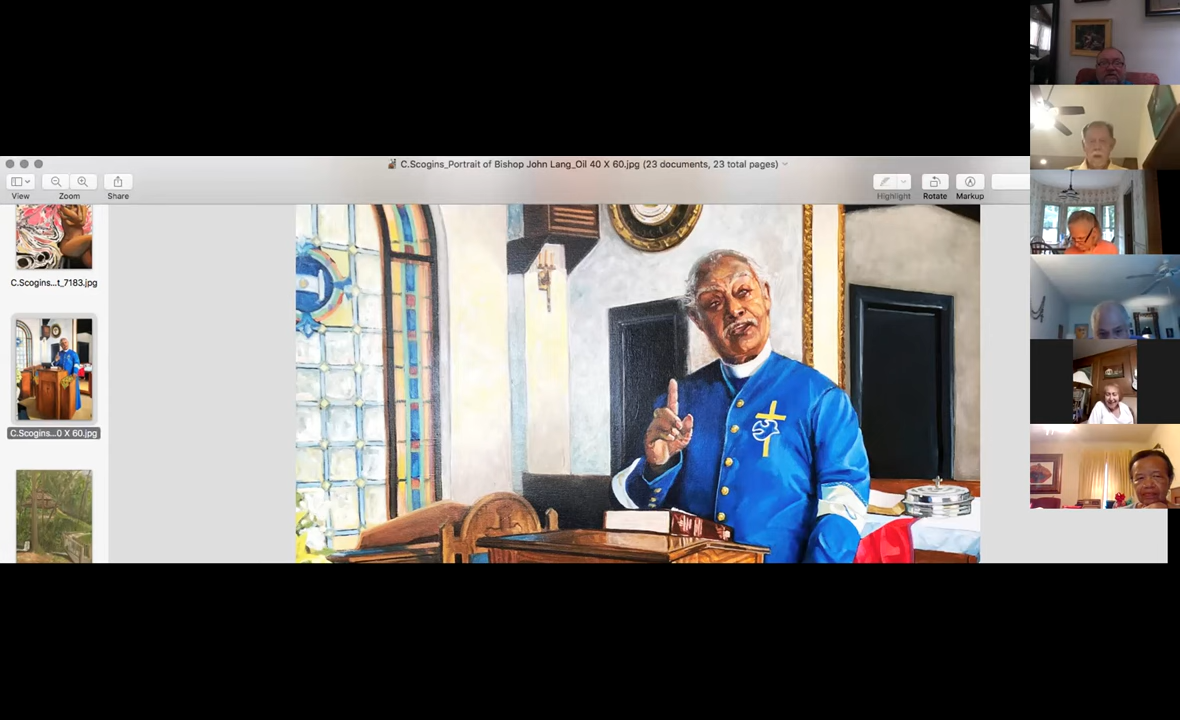 C.Scogins_Portrait of Bishop John Lang_Oil 40 X 60.jpg (23 documents, 23 total pages)
View
Zoom
Share
Highlight
Rotate
Markup
C.Scogins...t_7183.jpg
C.Scogins...0 X 60.jpg